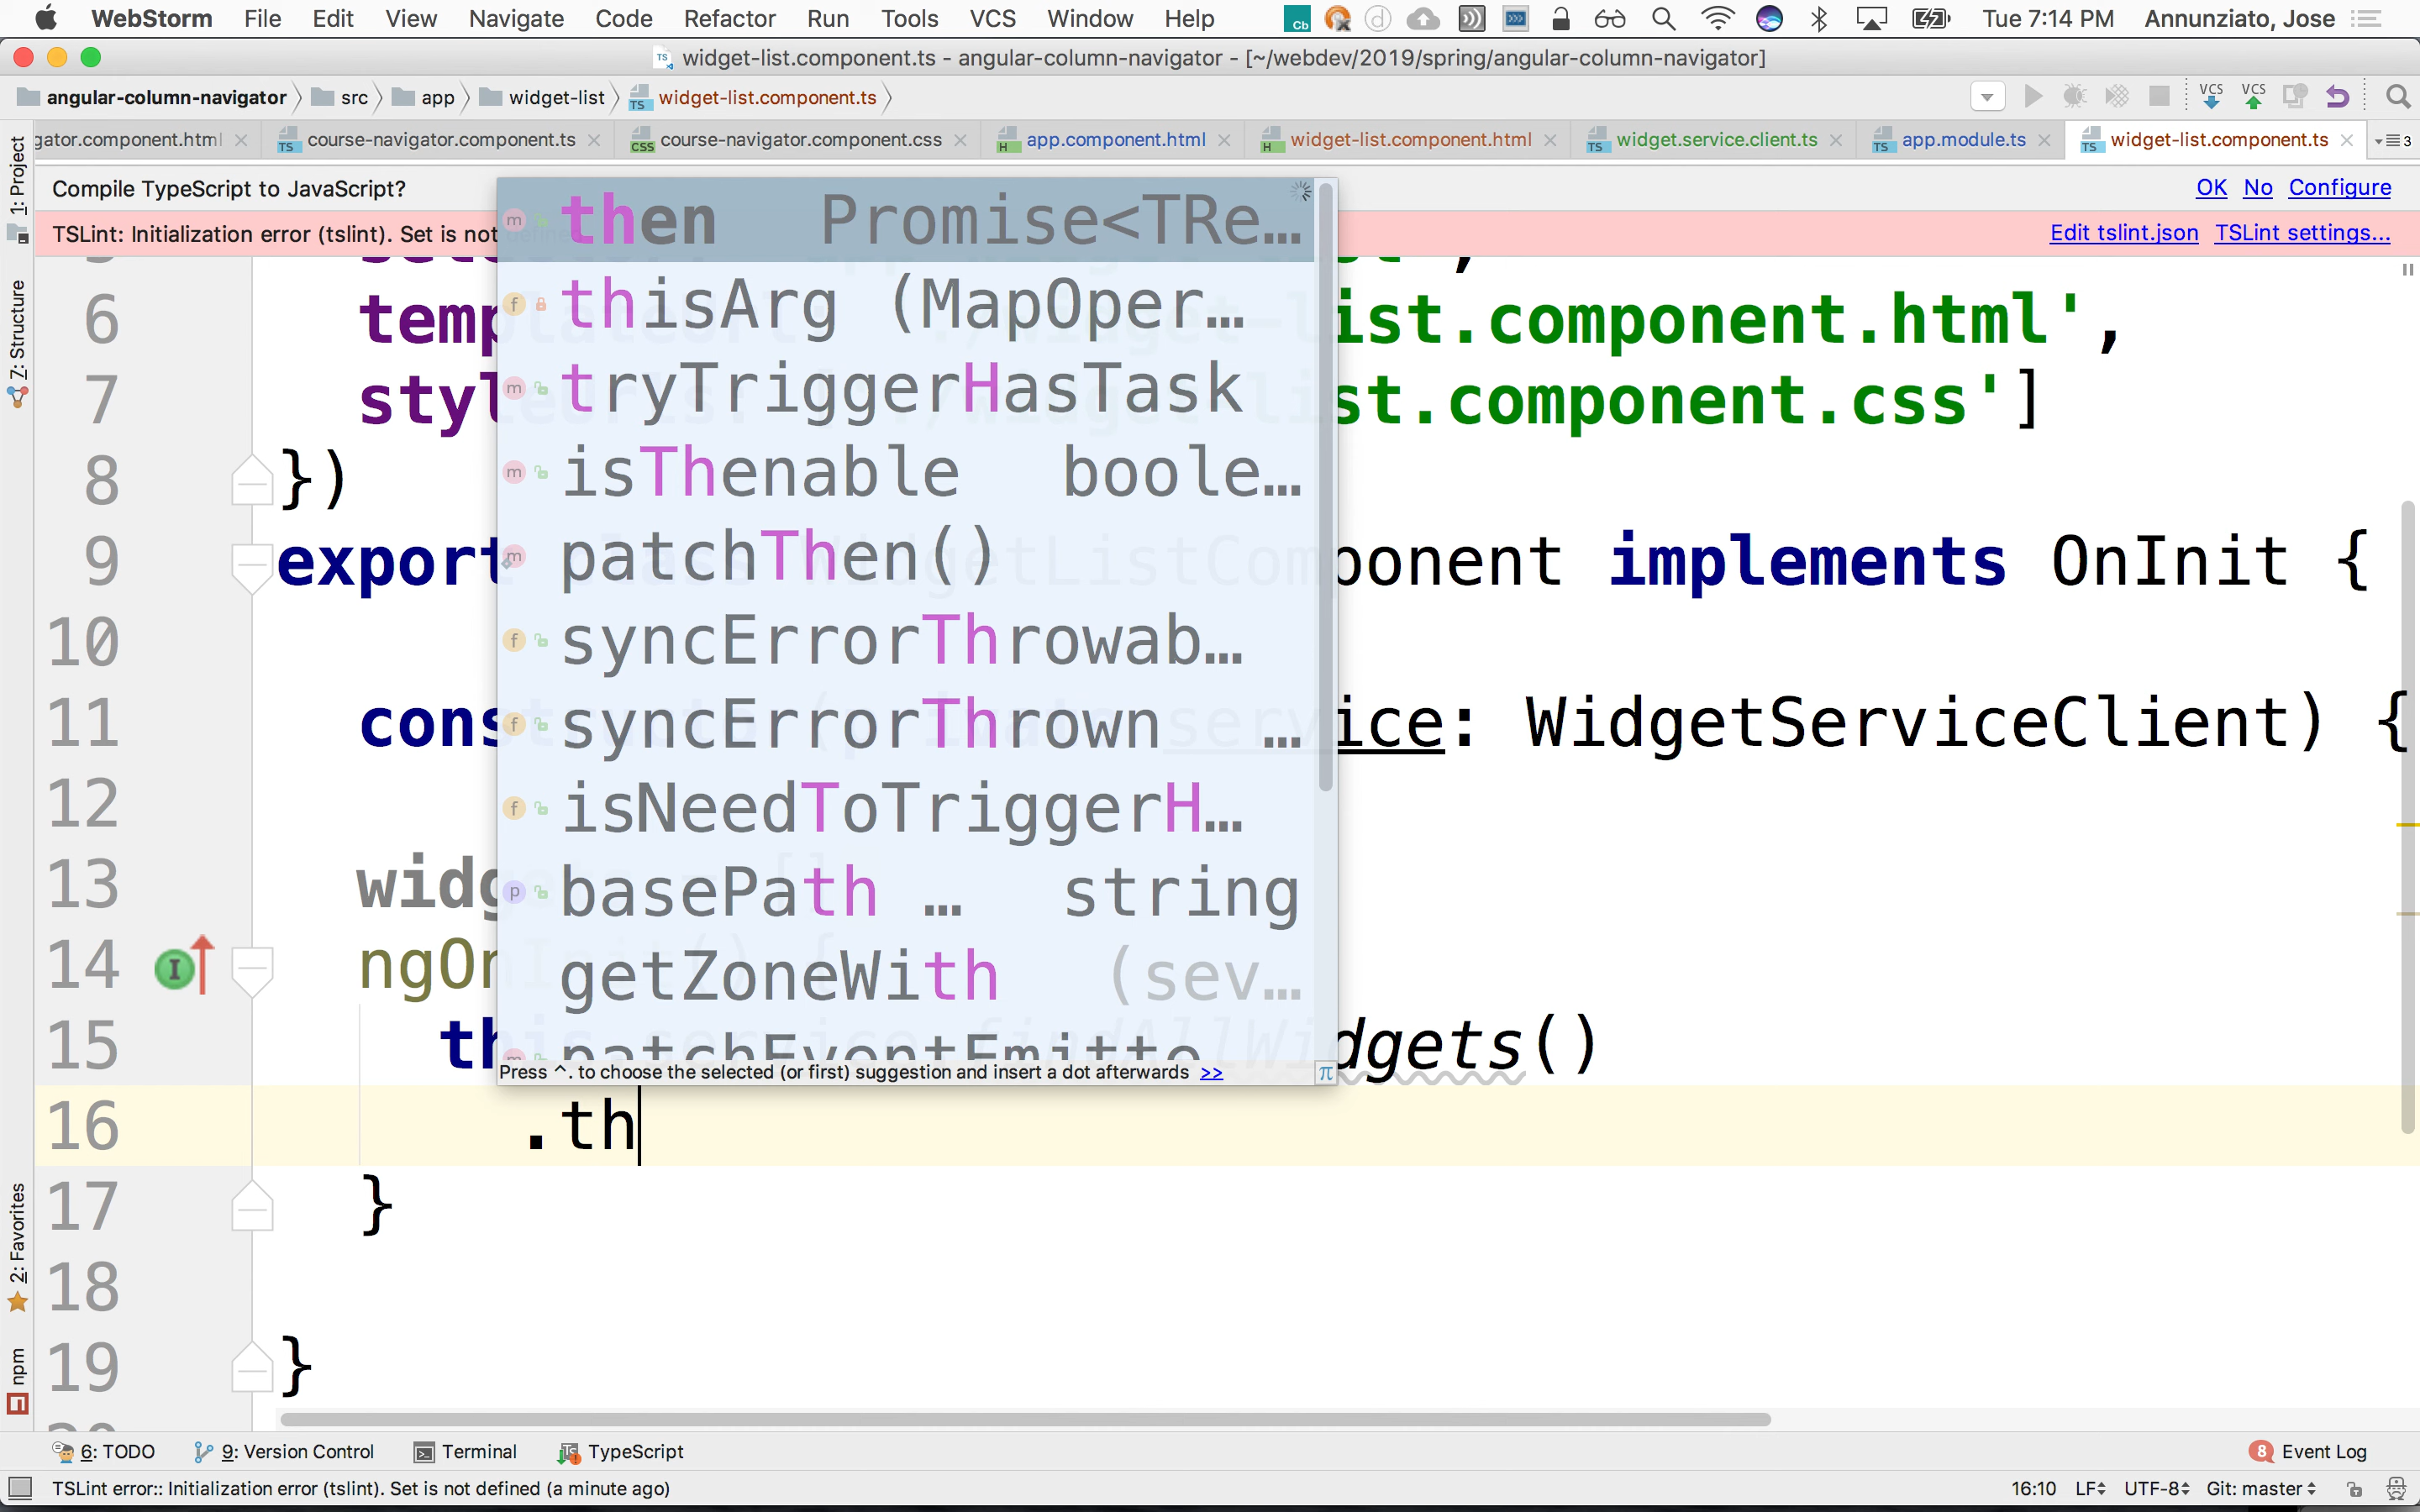 WebStorm File Edit View Navigate Code Refactor Run Tools VCS Window Help Cb Tue 7:14 PM Annunziato, Jose
widget-list.component.ts - angular-column-navigator - [~/webdev/2019/spring/angular-column-navigator]
angular-column-navigator src app widget-list widget-list.component.ts VCS VCS
gator.component.html course-navigator.component.ts course-navigator.component.css app.component.html widget-list.component.html widget.service.client.ts app.module.ts widget-list.component.ts 3
Compile TypeScript to JavaScript? OK No Configure
TSLint: Initialization error (tslint). Set is not Edit tslint.json TSLint settings...
1: Project
7: Structure
2: Favorites
npm
then Promise<TRe…
thisArg (MapOper…
tryTriggerHasTask
isThenable boole…
patchThen()
syncErrorThrowab…
syncErrorThrown …
isNeedToTriggerH…
basePath … string
getZoneWith (sev…
patchEventEmitte
Press ^. to choose the selected (or first) suggestion and insert a dot afterwards >> π
6 temp ist.component.html',
7 styl st.component.css']
8 })
9 export ponent implements OnInit {
10
11 cons ice: WidgetServiceClient) {
12
13 widg
14 ngOn
15 th dgets()
16 .th
17 }
18
19 }
6: TODO 9: Version Control Terminal TypeScript 8 Event Log
TSLint error:: Initialization error (tslint). Set is not defined (a minute ago) 16:10 LF UTF-8 Git: master